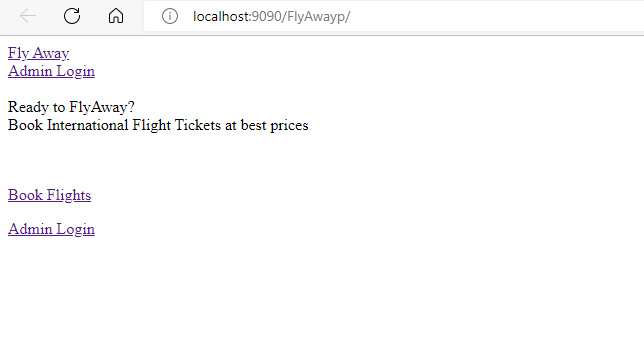 localhost:9090/FlyAwayp/
Fly Away
Admin Login
Ready to FlyAway?
Book International Flight Tickets at best prices
Book Flights
Admin Login